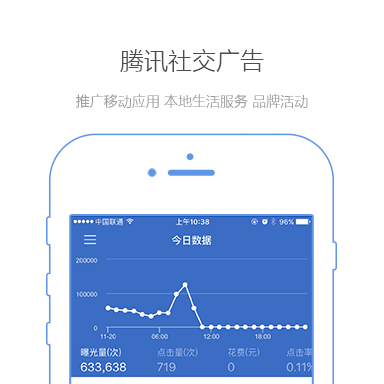 腾讯社交广告
推广移动应用 本地生活服务 品牌活动
中国联通 上午10:38 96%
今日数据
200000
100000
0
11-20 06:00 12:00 18:00
曝光量(次) 点击量(次) 花费(元) 点击率
633,638 719 0 0.11%